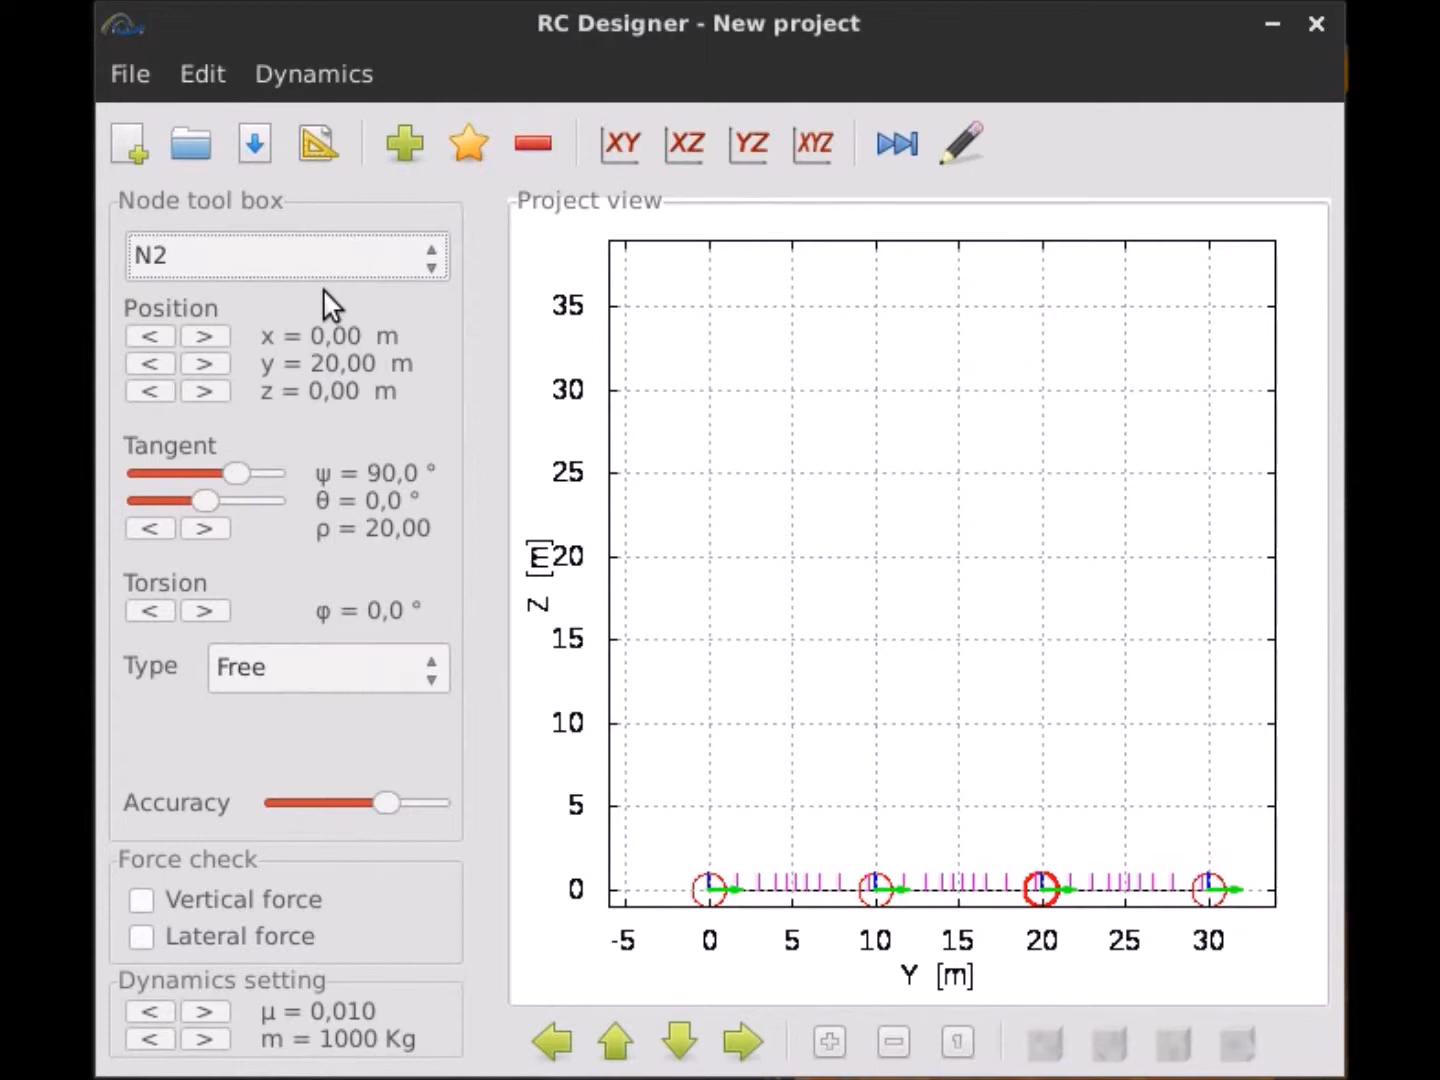 RC Designer - New project
File Edit Dynamics
XY XZ YZ XYZ
Node tool box
N2
Position
< > x = 0,00 m
< > y = 20,00 m
< > z = 0,00 m
Tangent
ψ = 90,0 °
θ = 0,0 °
< > ρ = 20,00
Torsion
< > φ = 0,0 °
Type Free
Accuracy
Force check
Vertical force
Lateral force
Dynamics setting
< > μ = 0,010
< > m = 1000 Kg
Project view
35
30
25
20
15
10
5
0
Z [m]
-5 0 5 10 15 20 25 30
Y [m]